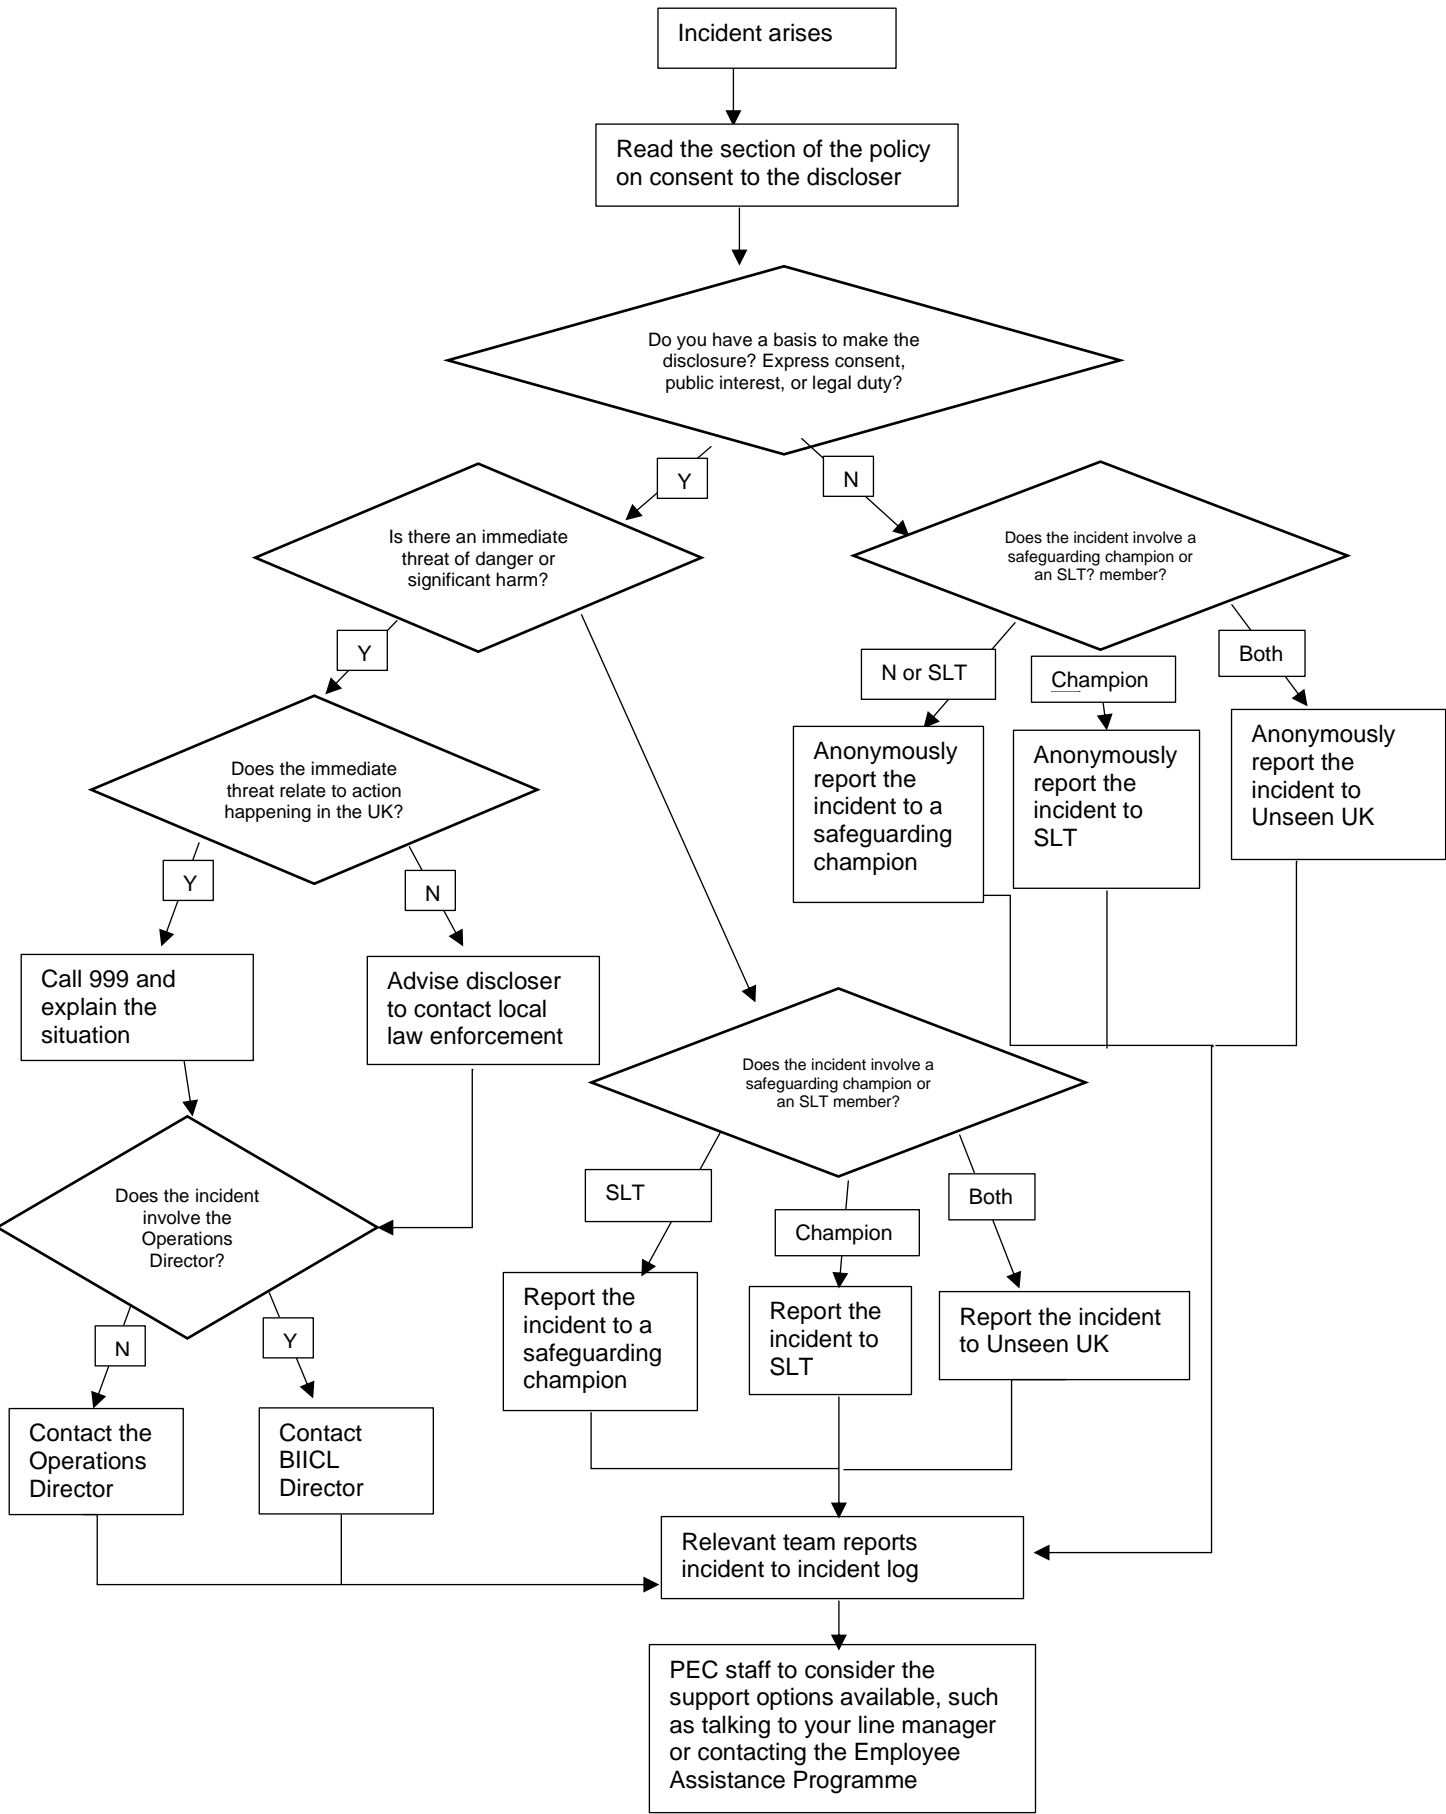 Incident arises
Read the section of the policy
on consent to the discloser
Do you have a basis to make the
disclosure? Express consent,
public interest, or legal duty?
Y
N
Is there an immediate
threat of danger or
significant harm?
Does the incident involve a
safeguarding champion or
an SLT? member?
Y
N or SLT
Champion
Both
Does the immediate
threat relate to action
happening in the UK?
Anonymously
report the
incident to a
safeguarding
champion
Anonymously
report the
incident to
SLT
Anonymously
report the
incident to
Unseen UK
Y
N
Call 999 and
explain the
situation
Advise discloser
to contact local
law enforcement
Does the incident involve a
safeguarding champion or
an SLT member?
Does the incident
involve the
Operations
Director?
SLT
Champion
Both
Report the
incident to a
safeguarding
champion
Report the
incident to
SLT
Report the incident
to Unseen UK
N
Y
Contact the
Operations
Director
Contact
BIICL
Director
Relevant team reports
incident to incident log
PEC staff to consider the
support options available, such
as talking to your line manager
or contacting the Employee
Assistance Programme